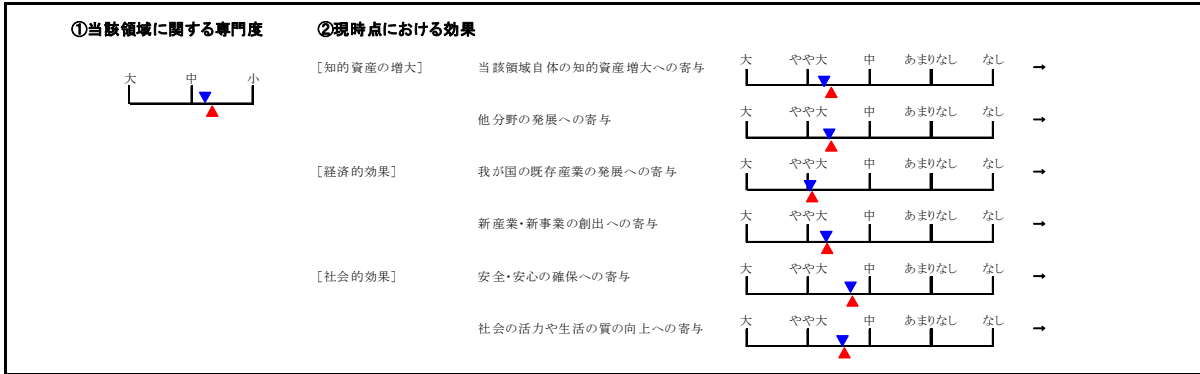 ①当該領域に関する専門度 ②現時点における効果
大 中 小
[知的資産の増大] 当該領域自体の知的資産増大への寄与 大 やや大 中 あまりなし なし →
他分野の発展への寄与 大 やや大 中 あまりなし なし →
[経済的効果] 我が国の既存産業の発展への寄与 大 やや大 中 あまりなし なし →
新産業・新事業の創出への寄与 大 やや大 中 あまりなし なし →
[社会的効果] 安全・安心の確保への寄与 大 やや大 中 あまりなし なし →
社会の活力や生活の質の向上への寄与 大 やや大 中 あまりなし なし →